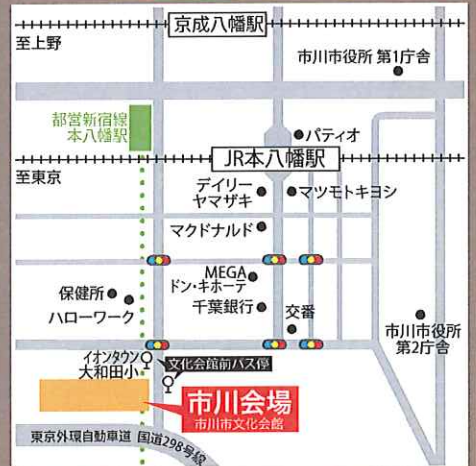 京成八幡駅
至上野
市川市役所 第1庁舎
都営新宿線
本八幡駅
パティオ
JR本八幡駅
至東京
デイリー
ヤマザキ
マツモトキヨシ
マクドナルド
MEGA
ドン・キホーテ
保健所
千葉銀行
交番
ハローワーク
市川市役所
第2庁舎
イオンタウン
大和田小
文化会館前バス停
市川会場
市川市文化会館
東京外環自動車道 国道298号線